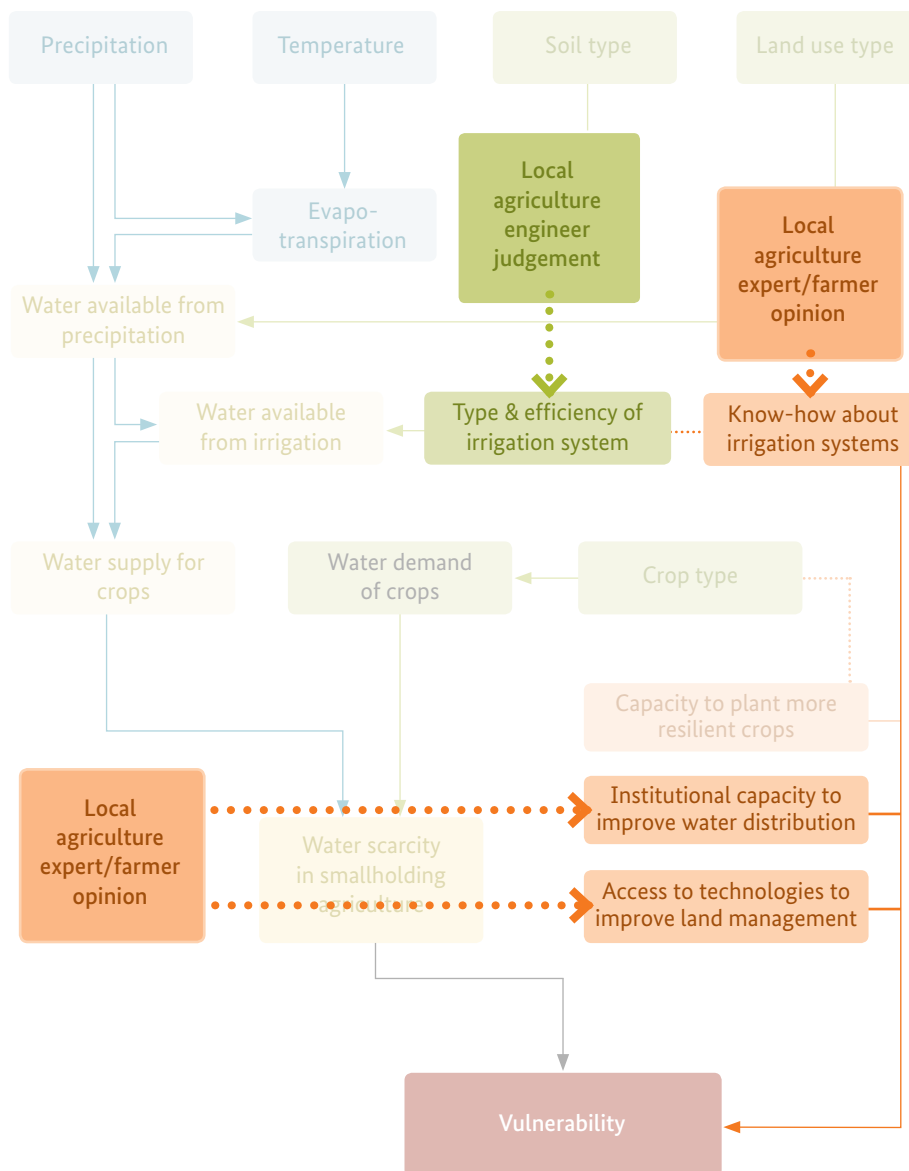 Precipitation
Temperature
Soil type
Land use type
Local
agriculture
engineer
judgement
Local
agriculture
expert/farmer
opinion
Evapo-
transpiration
Water available from
precipitation
Water available
from irrigation
Type & efficiency of
irrigation system
Know-how about
irrigation systems
Water supply for
crops
Water demand
of crops
Crop type
Capacity to plant more
resilient crops
Local
agriculture
expert/farmer
opinion
Institutional capacity to
improve water distribution
Water scarcity
in smallholding
agriculture
Access to technologies to
improve land management
Vulnerability